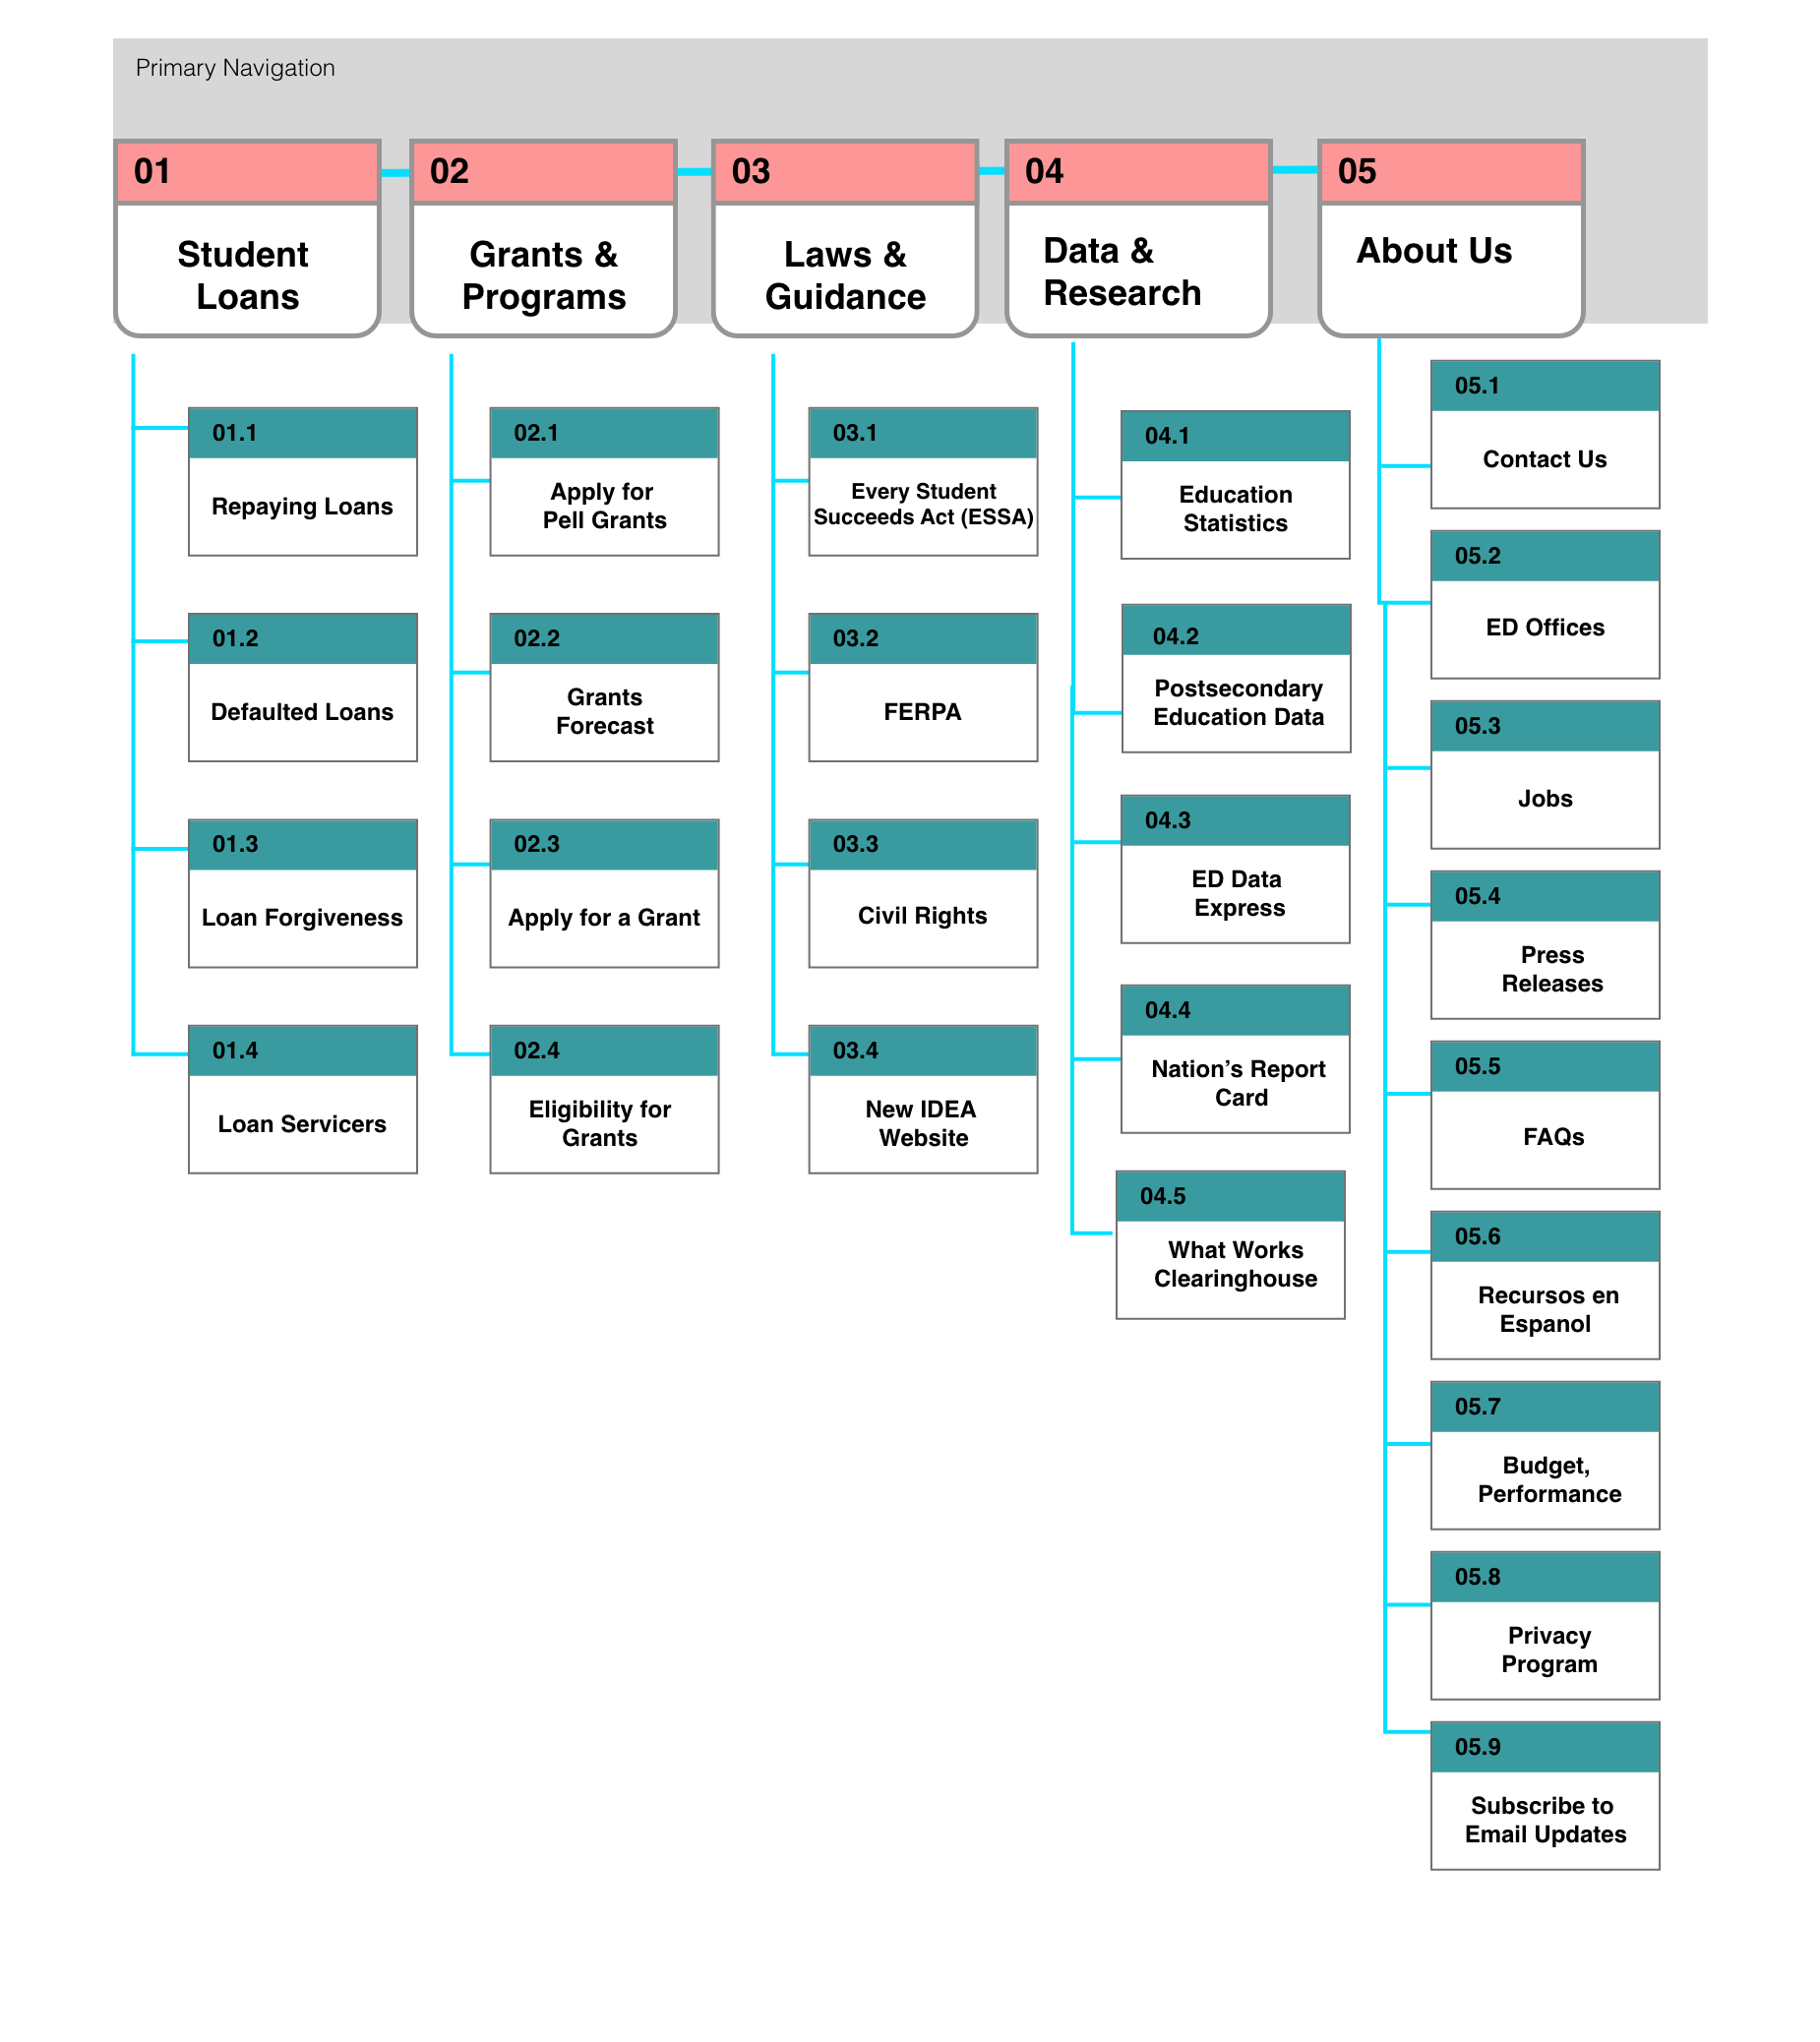 Primary Navigation
01
Student
Loans
02
Grants &
Programs
03
Laws &
Guidance
04
Data &
Research
05
About Us
01.1
Repaying Loans
01.2
Defaulted Loans
01.3
Loan Forgiveness
01.4
Loan Servicers
02.1
Apply for
Pell Grants
02.2
Grants
Forecast
02.3
Apply for a Grant
02.4
Eligibility for
Grants
03.1
Every Student
Succeeds Act (ESSA)
03.2
FERPA
03.3
Civil Rights
03.4
New IDEA
Website
04.1
Education
Statistics
04.2
Postsecondary
Education Data
04.3
ED Data
Express
04.4
Nation’s Report
Card
04.5
What Works
Clearinghouse
05.1
Contact Us
05.2
ED Offices
05.3
Jobs
05.4
Press
Releases
05.5
FAQs
05.6
Recursos en
Espanol
05.7
Budget,
Performance
05.8
Privacy
Program
05.9
Subscribe to
Email Updates